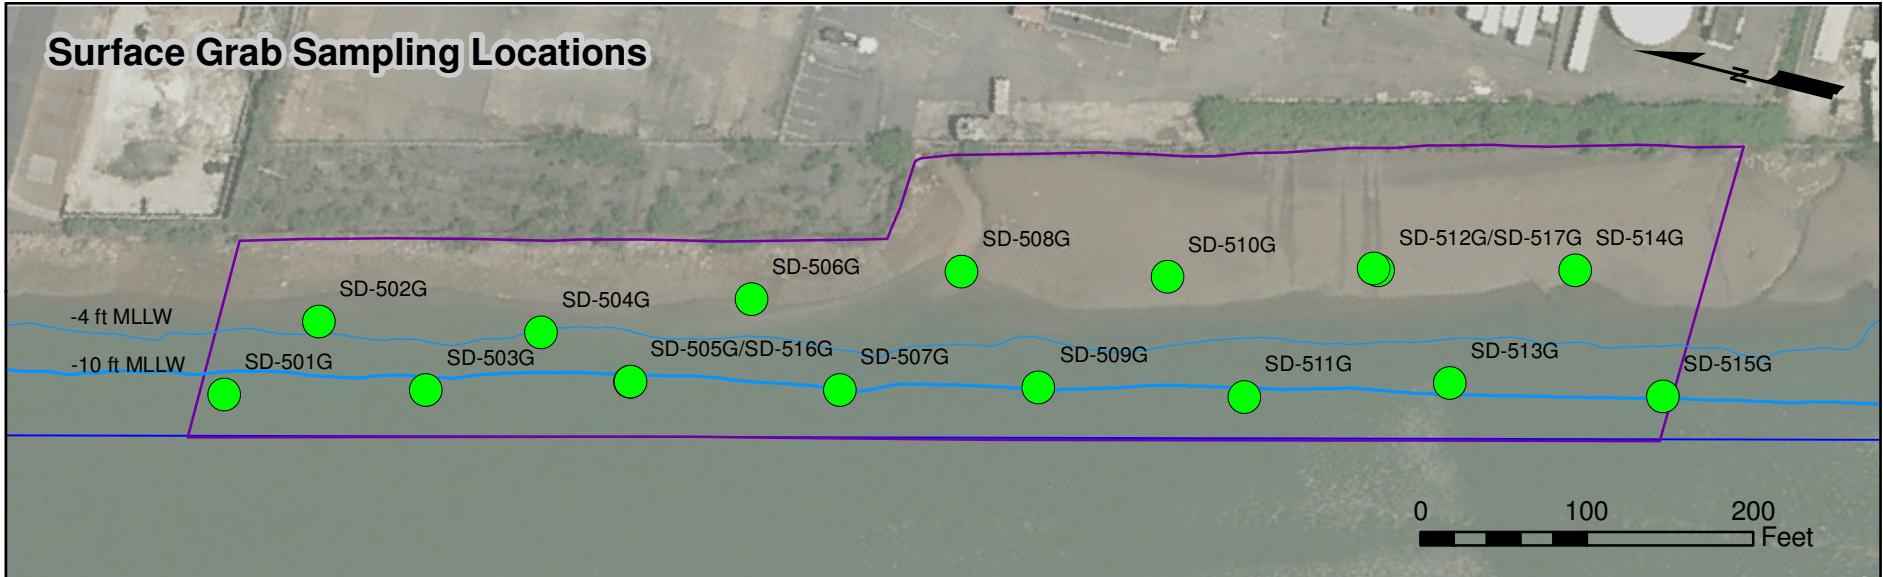 Surface Grab Sampling Locations
N
SD-508G
SD-510G
SD-512G/SD-517G
SD-514G
SD-506G
SD-502G
SD-504G
-4 ft MLLW
SD-505G/SD-516G
SD-507G
SD-509G
SD-513G
SD-503G
SD-501G
-10 ft MLLW
SD-511G
SD-515G
0 100 200
Feet